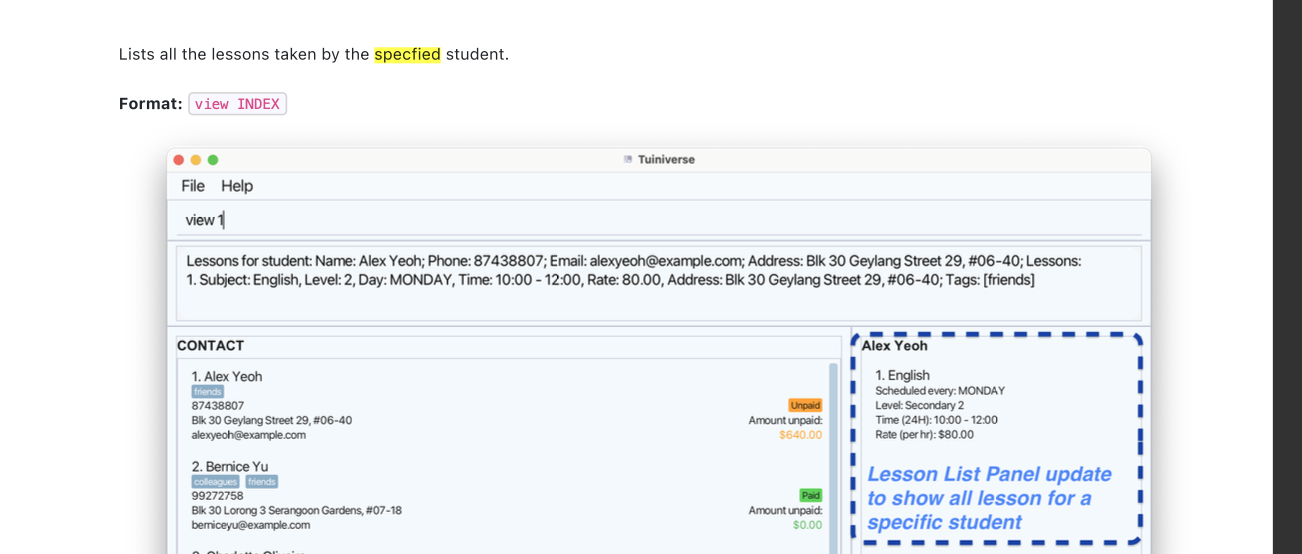 Lists all the lessons taken by the specfied student.
Format: view INDEX
Tuiniverse
File Help
view 1
Lessons for student: Name: Alex Yeoh; Phone: 87438807; Email: alexyeoh@example.com; Address: Blk 30 Geylang Street 29, #06-40; Lessons:
1. Subject: English, Level: 2, Day: MONDAY, Time: 10:00 - 12:00, Rate: 80.00, Address: Blk 30 Geylang Street 29, #06-40; Tags: [friends]
CONTACT
1. Alex Yeoh
friends
87438807
Unpaid
Blk 30 Geylang Street 29, #06-40
Amount unpaid:
alexyeoh@example.com
$640.00
2. Bernice Yu
colleagues friends
99272758
Paid
Blk 30 Lorong 3 Serangoon Gardens, #07-18
Amount unpaid:
berniceyu@example.com
$0.00
Alex Yeoh
1. English
Scheduled every: MONDAY
Level: Secondary 2
Time (24H): 10:00 - 12:00
Rate (per hr): $80.00
Lesson List Panel update
to show all lesson for a
specific student